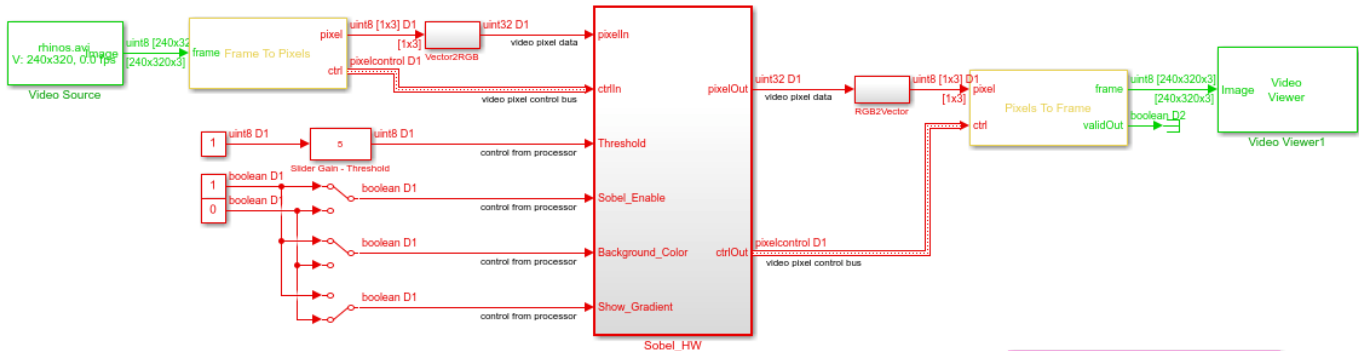 rhinos.avi
V: 240x320, 0.0 fps
Image
Video Source
uint8 [240x32
[240x320x3]
frame
Frame To Pixels
pixel
ctrl
uint8 [1x3] D1
[1x3]
Vector2RGB
uint32 D1
video pixel data
pixelcontrol D1
video pixel control bus
1
uint8 D1
5
Slider Gain - Threshold
uint8 D1
control from processor
1
boolean D1
0
boolean D1
boolean D1
control from processor
boolean D1
control from processor
boolean D1
control from processor
pixelIn
ctrlIn
Threshold
Sobel_Enable
Background_Color
Show_Gradient
pixelOut
ctrlOut
Sobel_HW
uint32 D1
video pixel data
RGB2Vector
uint8 [1x3] D1
[1x3]
pixelcontrol D1
video pixel control bus
pixel
ctrl
Pixels To Frame
frame
validOut
uint8 [240x320x3]
[240x320x3]
boolean D2
Image
Video
Viewer
Video Viewer1